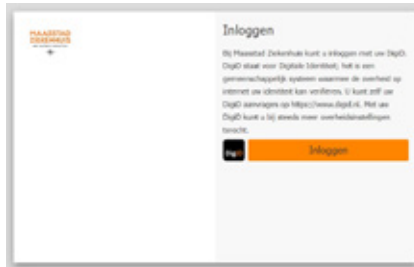 MAASSTAD
ZIEKENHUIS
Inloggen
Bij Maasstad Ziekenhuis kunt u inloggen met uw DigiD.
DigiD staat voor Digitale Identiteit; het is een
gemeenschappelijk systeem waarmee de overheid op
internet uw identiteit kan verifiëren. U kunt zelf uw
DigiD aanvragen op https://www.digid.nl. Met uw
DigiD kunt u bij steeds meer overheidsinstellingen
terecht.
DigiD
Inloggen